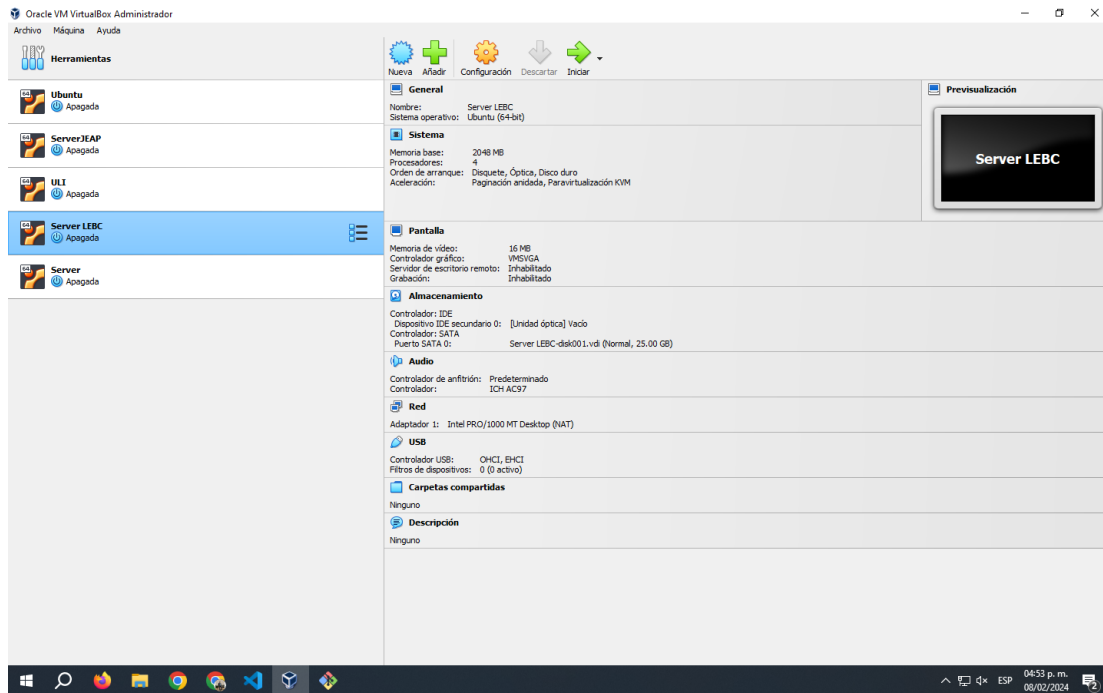 Oracle VM VirtualBox Administrador
Archivo Máquina Ayuda
Herramientas
Nueva Añadir Configuración Descartar Iniciar
64 Ubuntu
Apagada
64 ServerJEAP
Apagada
64 ULI
Apagada
64 Server LEBC
Apagada
64 Server
Apagada
General
Nombre: Server LEBC
Sistema operativo: Ubuntu (64-bit)
Sistema
Memoria base: 2048 MB
Procesadores: 4
Orden de arranque: Disquete, Óptica, Disco duro
Aceleración: Paginación anidada, Paravirtualización KVM
Previsualización
Server LEBC
Pantalla
Memoria de vídeo: 16 MB
Controlador gráfico: VMSVGA
Servidor de escritorio remoto: Inhabilitado
Grabación: Inhabilitado
Almacenamiento
Controlador: IDE
Dispositivo IDE secundario 0: [Unidad óptica] Vacío
Controlador: SATA
Puerto SATA 0: Server LEBC-disk001.vdi (Normal, 25.00 GB)
Audio
Controlador de anfitrión: Predeterminado
Controlador: ICH AC97
Red
Adaptador 1: Intel PRO/1000 MT Desktop (NAT)
USB
Controlador USB: OHCI, EHCI
Filtros de dispositivos: 0 (0 activo)
Carpetas compartidas
Ninguno
Descripción
Ninguno
ESP
04:53 p. m.
08/02/2024
2